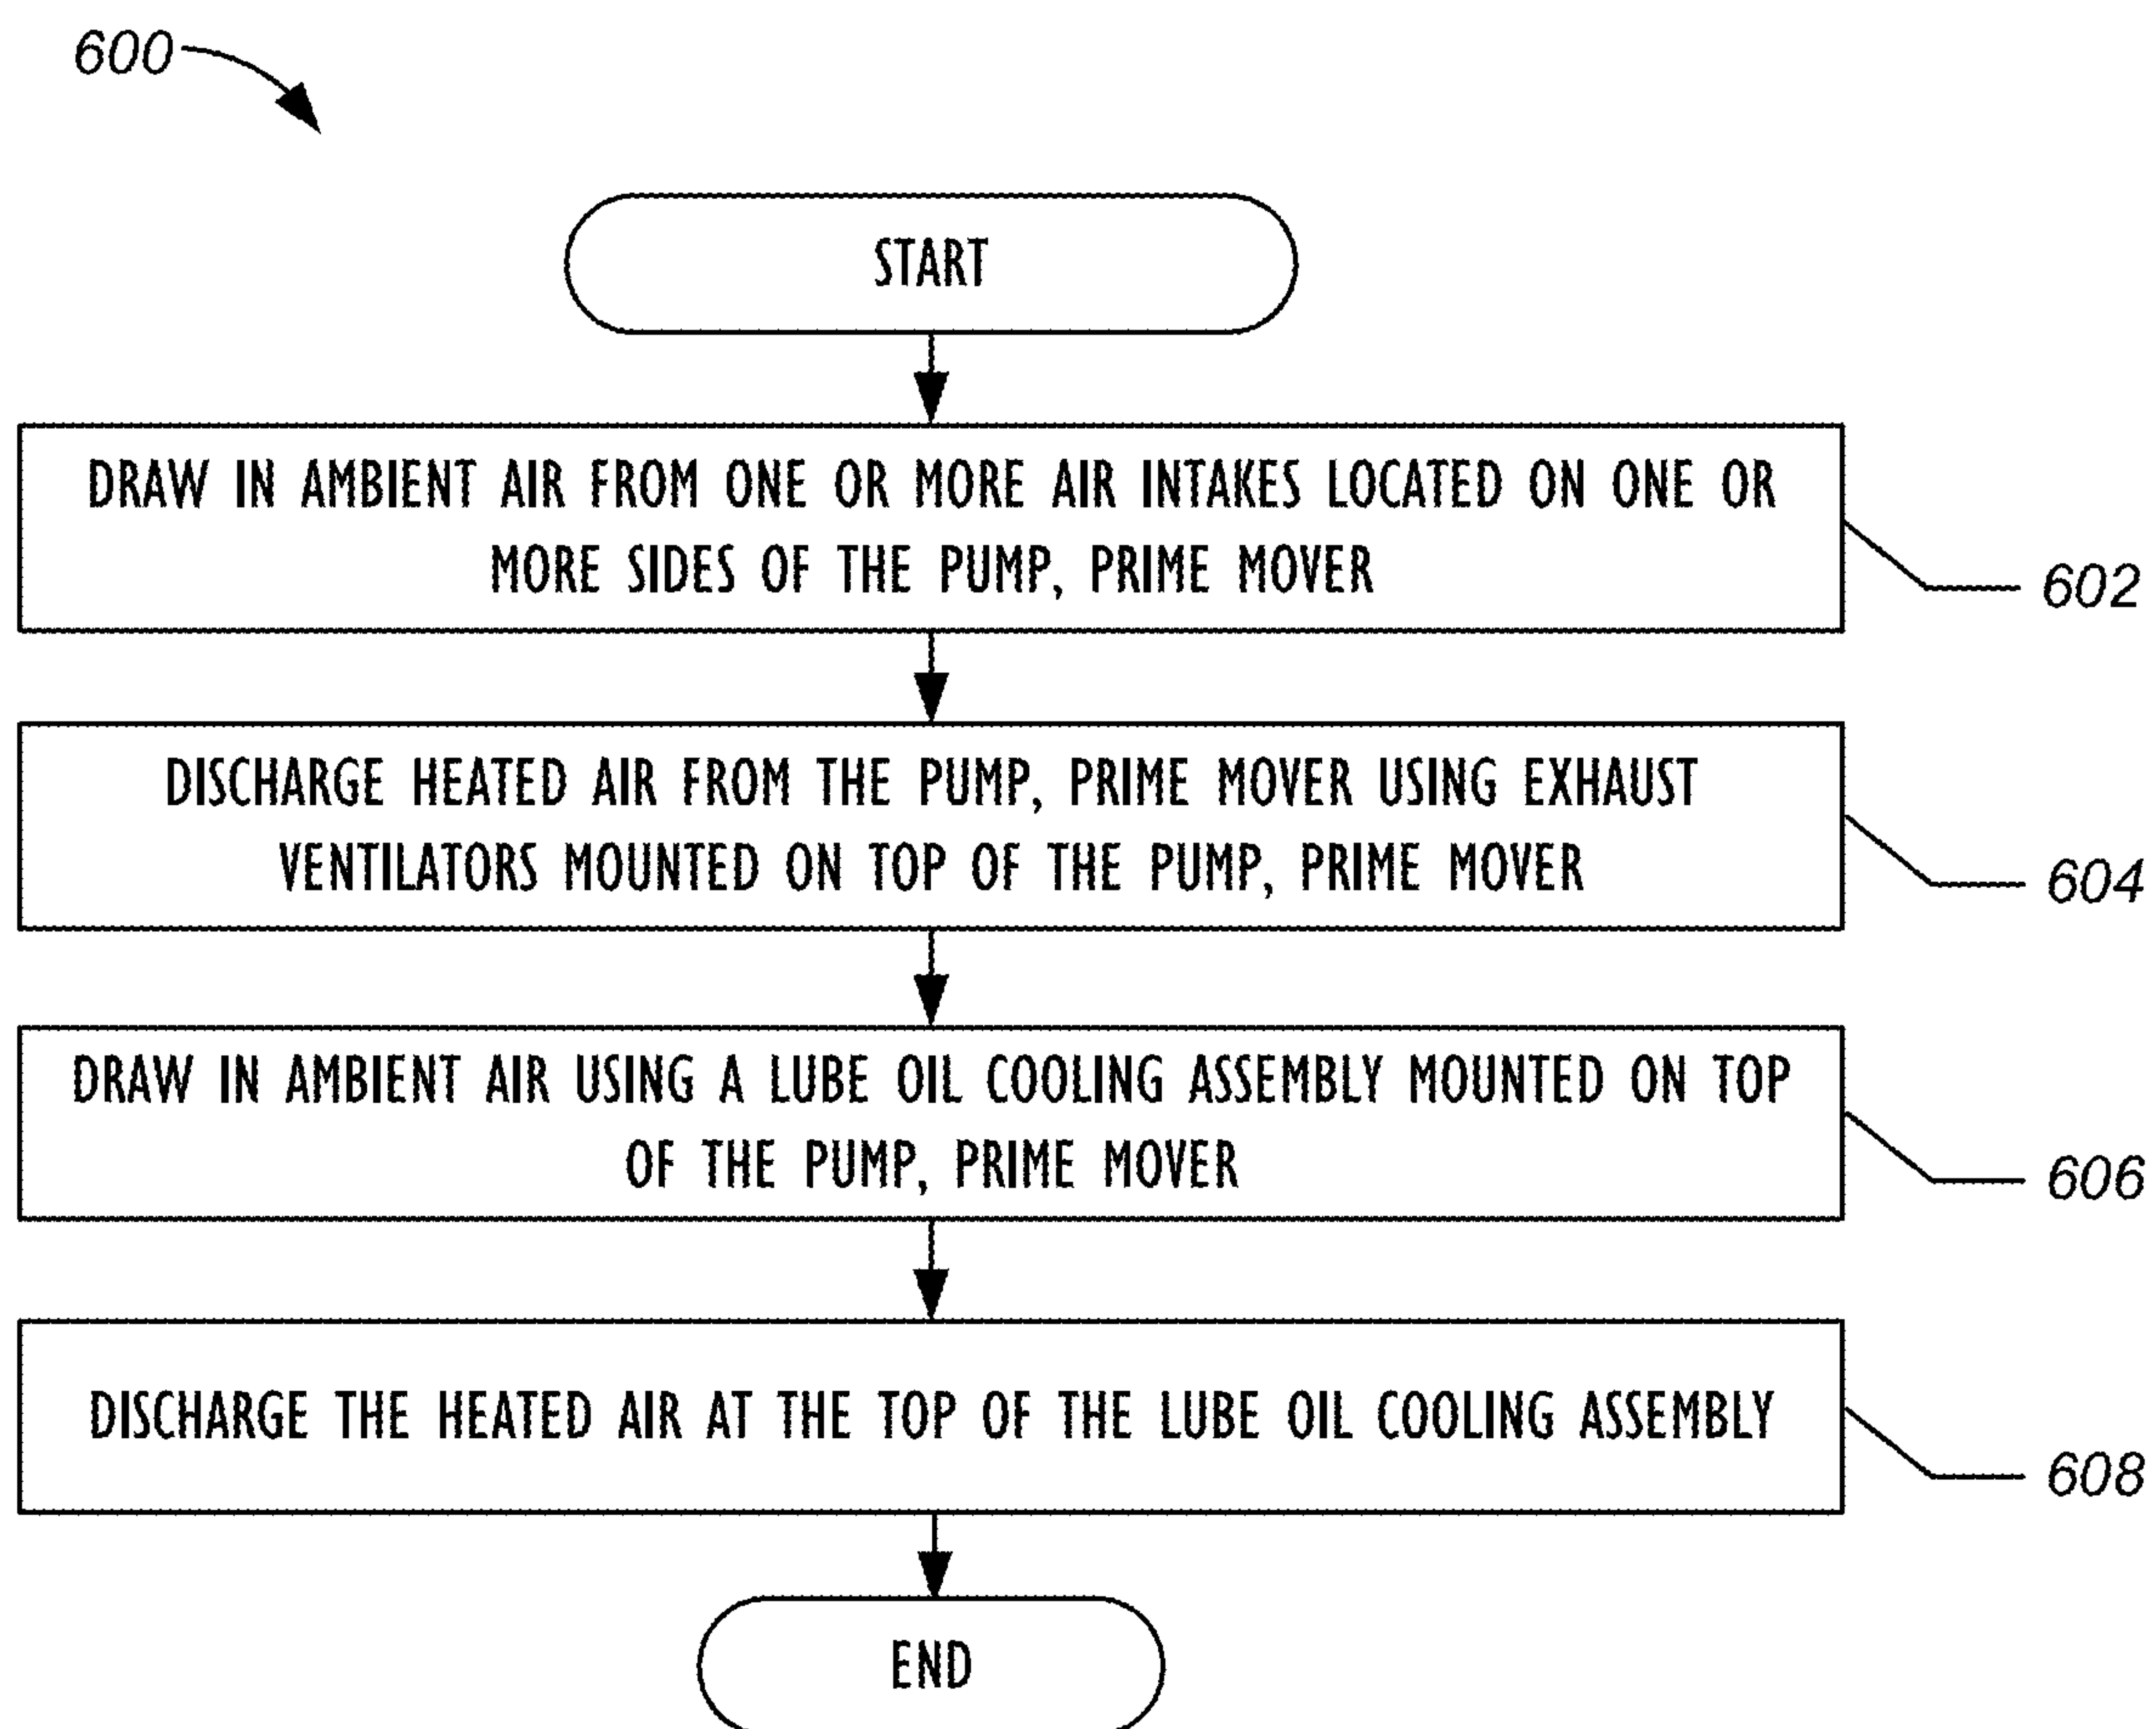 600
START
DRAW IN AMBIENT AIR FROM ONE OR MORE AIR INTAKES LOCATED ON ONE OR
MORE SIDES OF THE PUMP, PRIME MOVER
602
DISCHARGE HEATED AIR FROM THE PUMP, PRIME MOVER USING EXHAUST
VENTILATORS MOUNTED ON TOP OF THE PUMP, PRIME MOVER
604
DRAW IN AMBIENT AIR USING A LUBE OIL COOLING ASSEMBLY MOUNTED ON TOP
OF THE PUMP, PRIME MOVER
606
DISCHARGE THE HEATED AIR AT THE TOP OF THE LUBE OIL COOLING ASSEMBLY
608
END